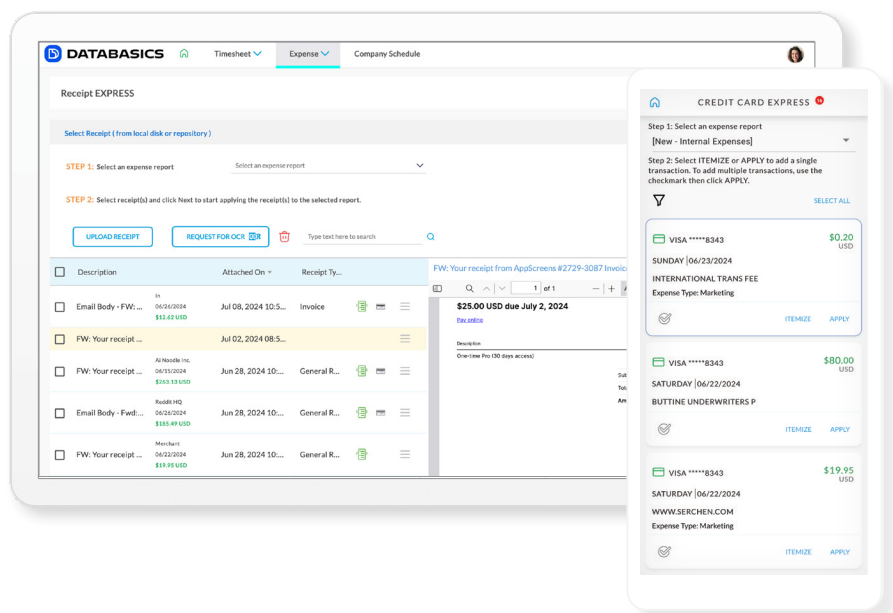 DATABASICS
Timesheet
Expense
Company Schedule
Receipt EXPRESS
Select Receipt ( from local disk or repository )
STEP 1: Select an expense report
Select an expense report
STEP 2: Select receipt(s) and click Next to start applying the receipt(s) to the selected report.
UPLOAD RECEIPT
REQUEST FOR OCR
Type text here to search
Description
Attached On
Receipt Ty...
Email Body - FW: ...
In
06/26/2024
$12.62 USD
Jul 08, 2024 10:5...
Invoice
FW: Your receipt ...
Jul 02, 2024 08:5...
FW: Your receipt ...
Ai Noodle Inc.
06/15/2024
$263.13 USD
Jun 28, 2024 10:...
General R...
Email Body - Fwd:...
Reddit HQ
06/26/2024
$185.49 USD
Jun 28, 2024 10:...
General R...
FW: Your receipt ...
Merchant
06/22/2024
$19.95 USD
Jun 28, 2024 10:...
General R...
FW: Your receipt from AppScreens #2729-3087 Invoic
1 of 1
$25.00 USD due July 2, 2024
Pay online
Description
One-time Pro (30 days access)
Sub
Tot
Am
CREDIT CARD EXPRESS
Step 1: Select an expense report
[New - Internal Expenses]
Step 2: Select ITEMIZE or APPLY to add a single
transaction. To add multiple transactions, use the
checkmark then click APPLY.
SELECT ALL
VISA *****8343
$0,20
USD
SUNDAY |06/23/2024
INTERNATIONAL TRANS FEE
Expense Type: Marketing
ITEMIZE
APPLY
VISA *****8343
$80,00
USD
SATURDAY |06/22/2024
BUTTINE UNDERWRITERS P
ITEMIZE
APPLY
VISA *****8343
$19,95
USD
SATURDAY |06/22/2024
WWW.SERCHEN.COM
Expense Type: Marketing
ITEMIZE
APPLY